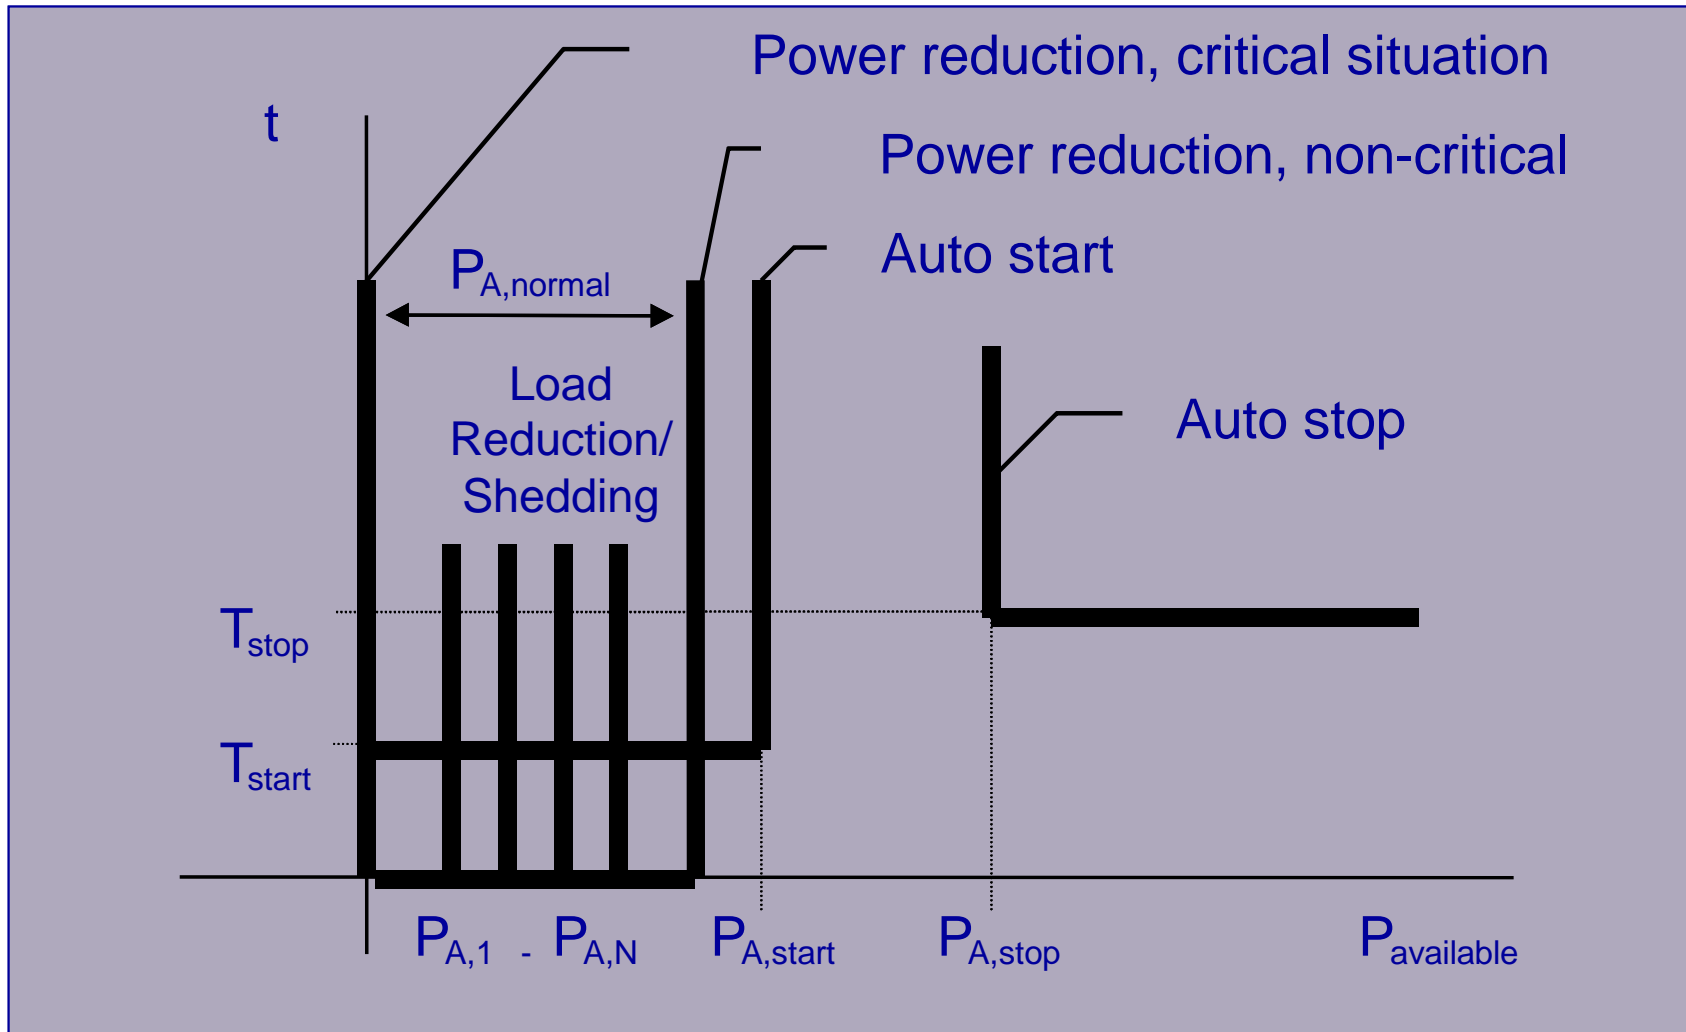 Power reduction, critical situation
t
Power reduction, non-critical
Auto start
PA,normal
Load
Reduction/
Shedding
Auto stop
Tstop
Tstart
PA,1 - PA,N
PA,start
PA,stop
Pavailable